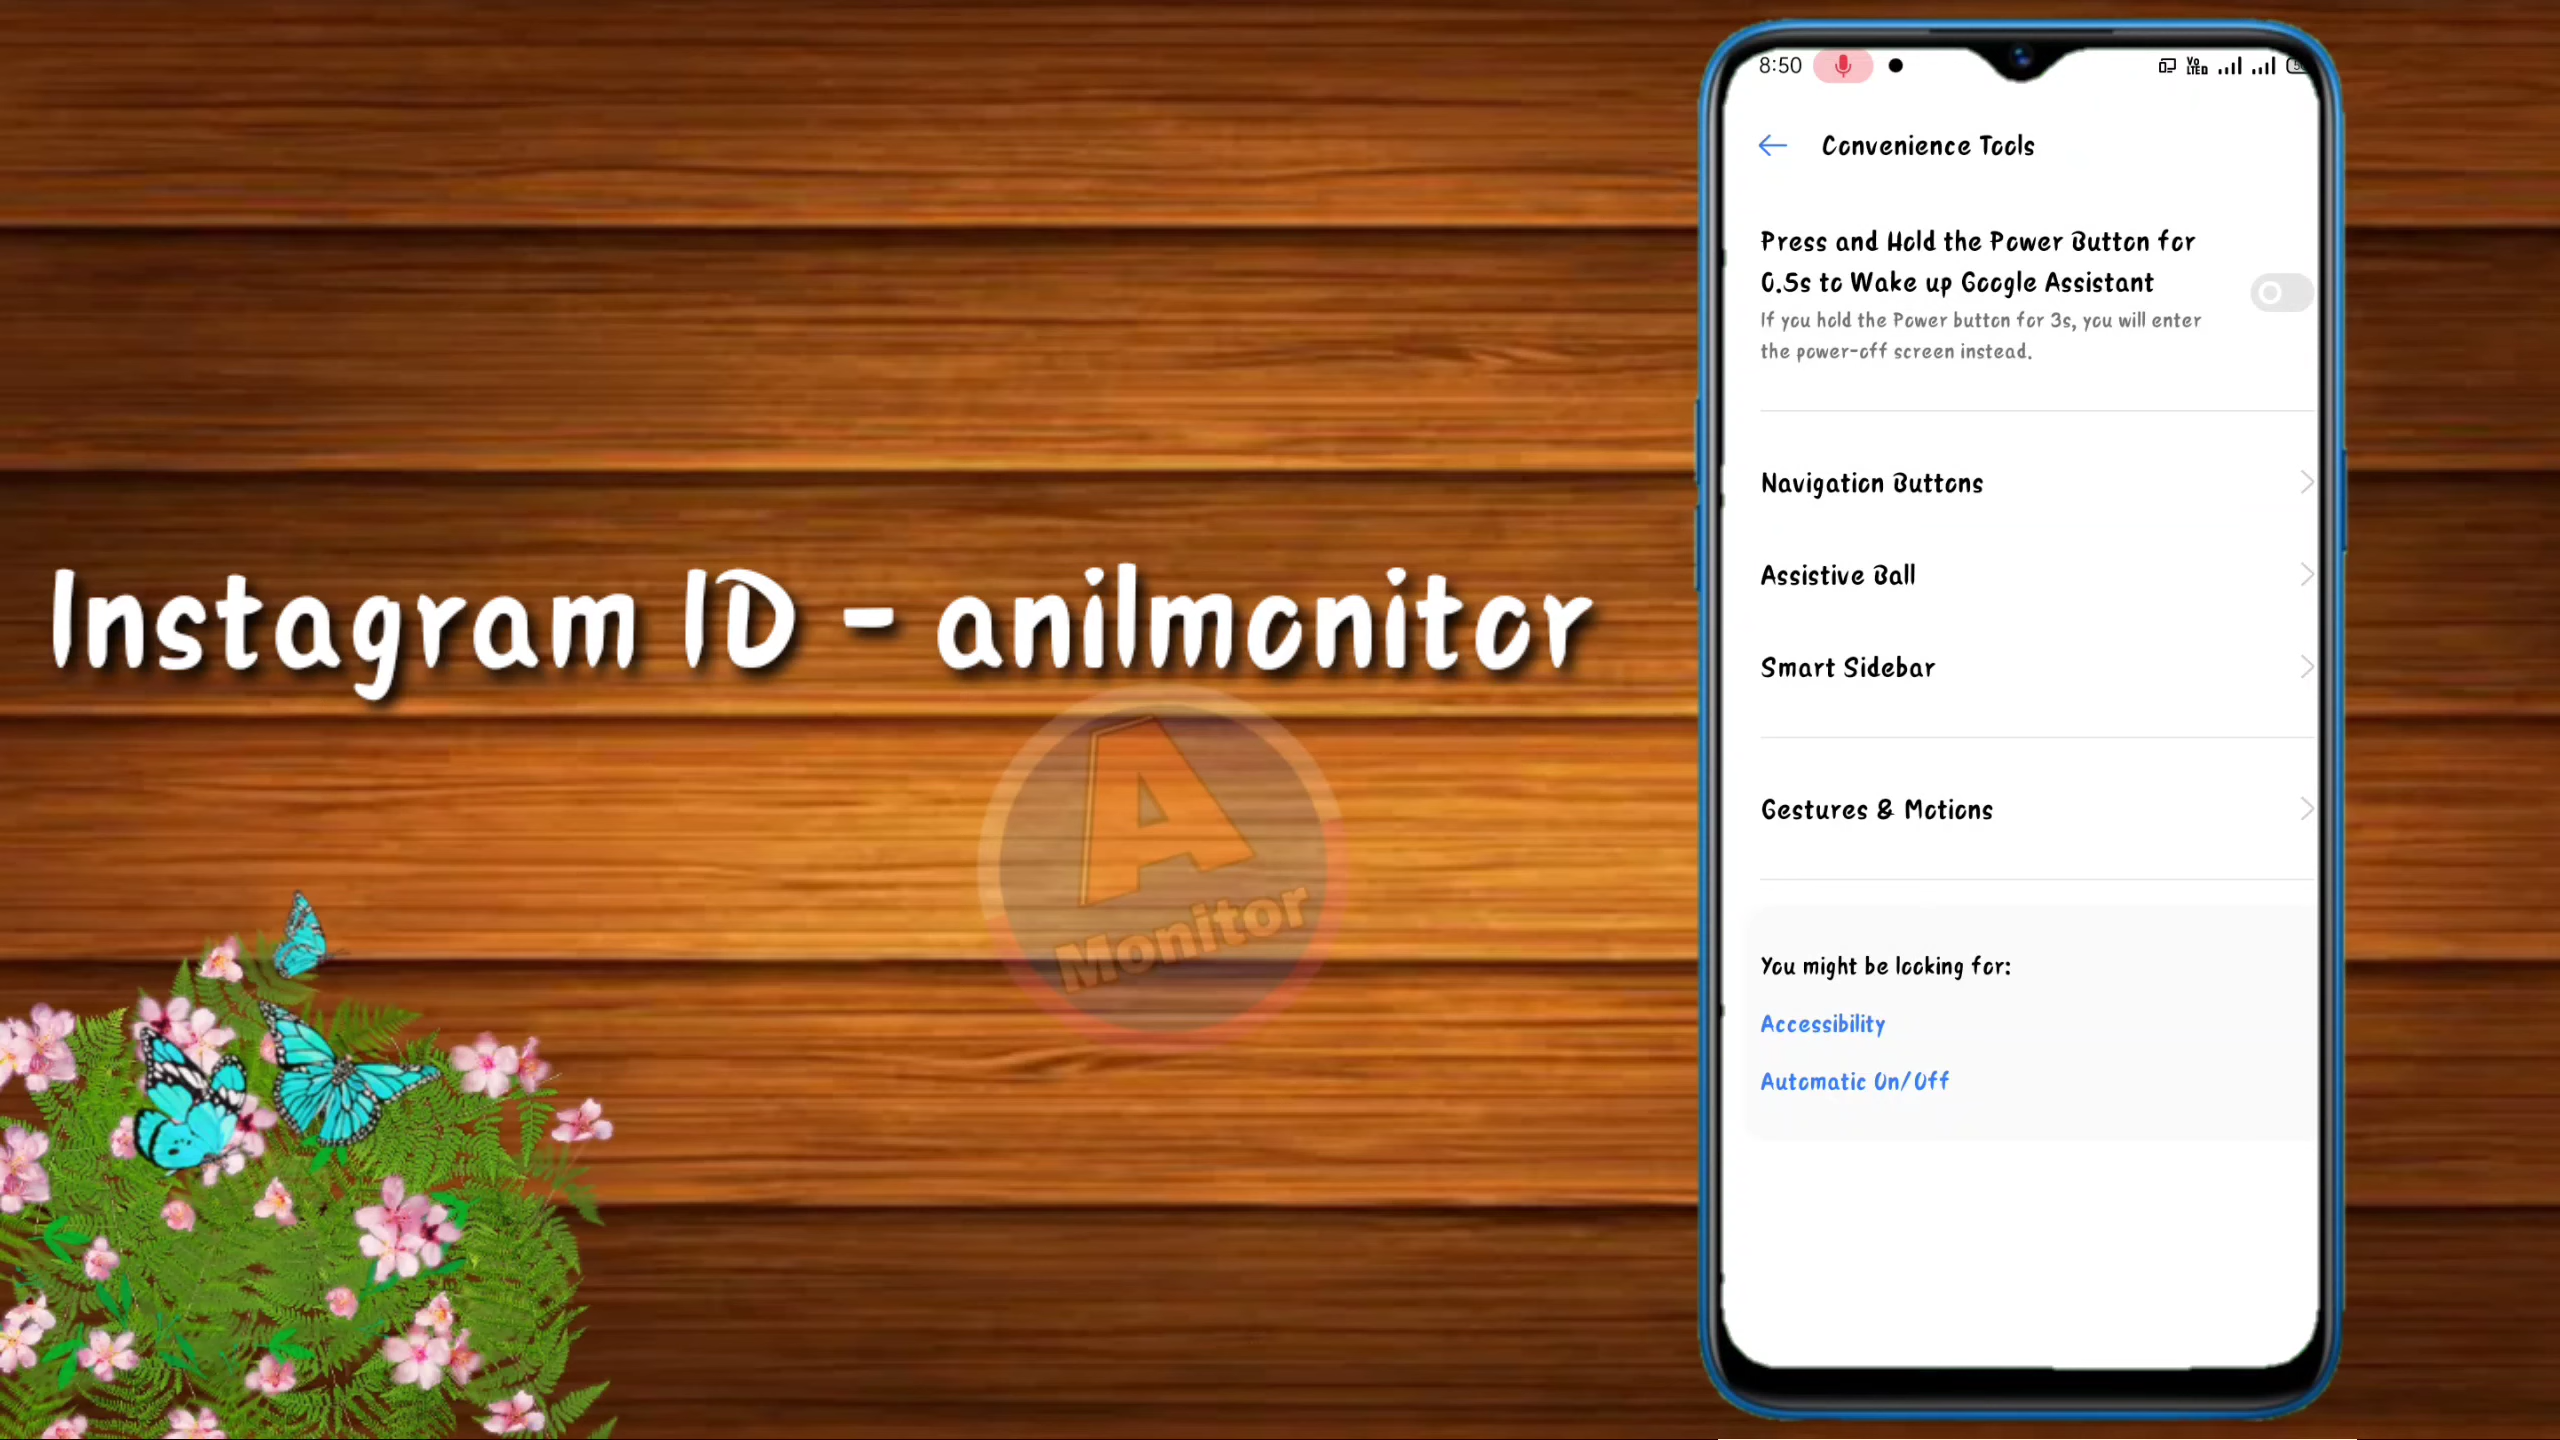 Instagram ID - anilmonitor
A
Monitor
8:50
Vo
LTE
Convenience Tools
Press and Hold the Power Button for
0.5s to Wake up Google Assistant
If you hold the Power button for 3s, you will enter
the power-off screen instead.
Navigation Buttons
Assistive Ball
Smart Sidebar
Gestures & Motions
You might be looking for:
Accessibility
Automatic On/Off